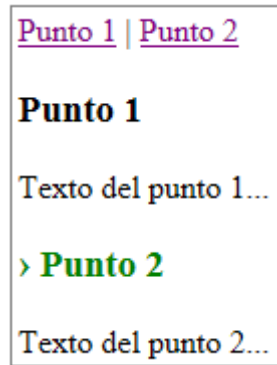 Punto 1 | Punto 2
Punto 1
Texto del punto 1...
› Punto 2
Texto del punto 2...